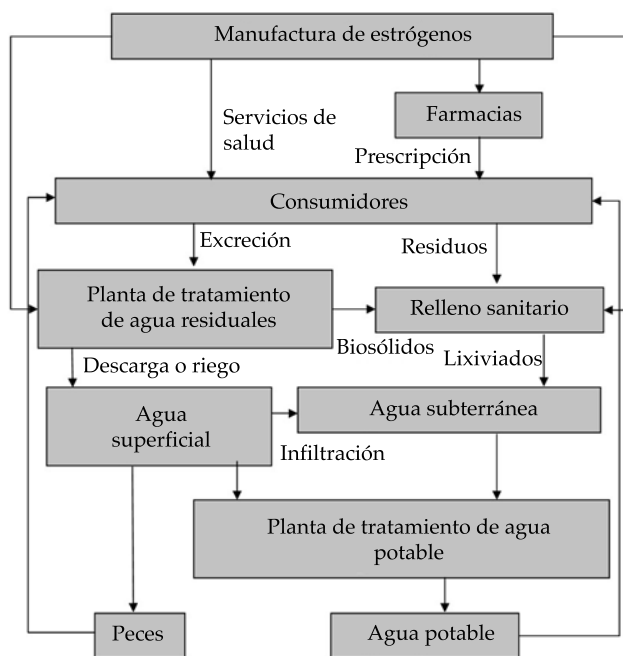 Manufactura de estrógenos
Servicios de
salud
Farmacias
Prescripción
Consumidores
Excreción
Residuos
Planta de tratamiento
de agua residuales
Relleno sanitario
Biosólidos
Lixiviados
Descarga o riego
Agua
superficial
Agua subterránea
Infiltración
Planta de tratamiento de agua
potable
Peces
Agua potable